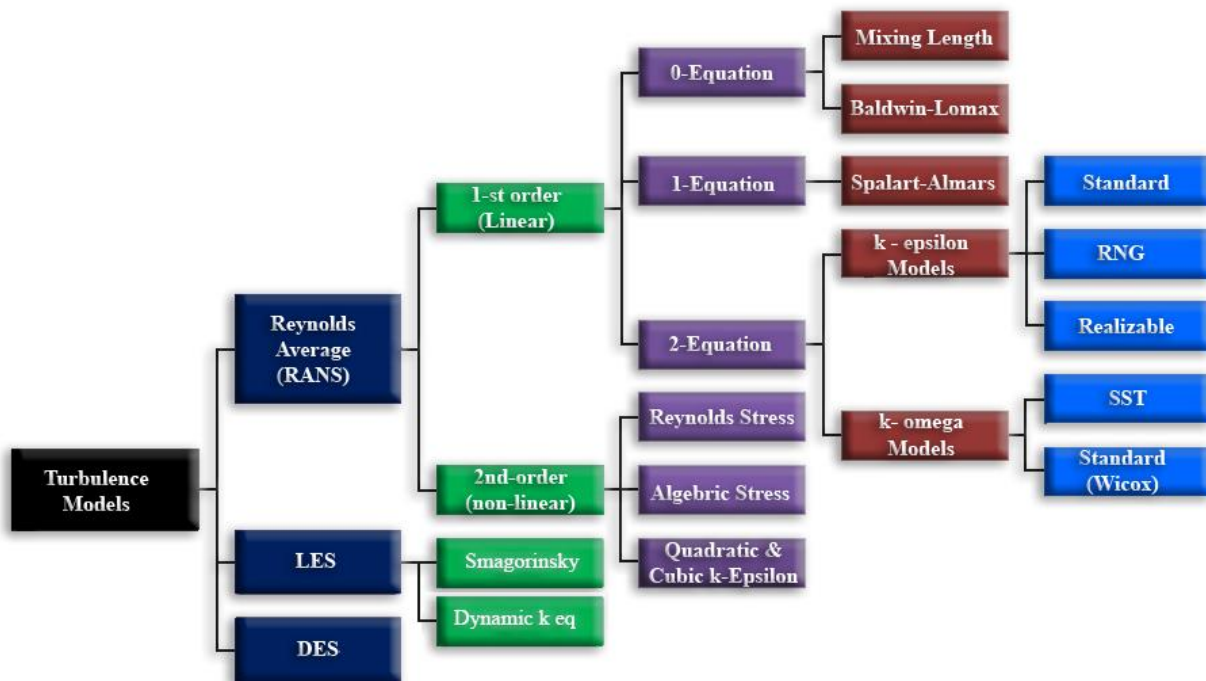 Turbulence
Models
Reynolds
Average
(RANS)
LES
DES
1-st order
(Linear)
2nd-order
(non-linear)
Smagorinsky
Dynamic k eq
0-Equation
1-Equation
2-Equation
Reynolds Stress
Algebric Stress
Quadratic &
Cubic k-Epsilon
Mixing Length
Baldwin-Lomax
Spalart-Almars
k - epsilon
Models
k- omega
Models
Standard
RNG
Realizable
SST
Standard
(Wicox)